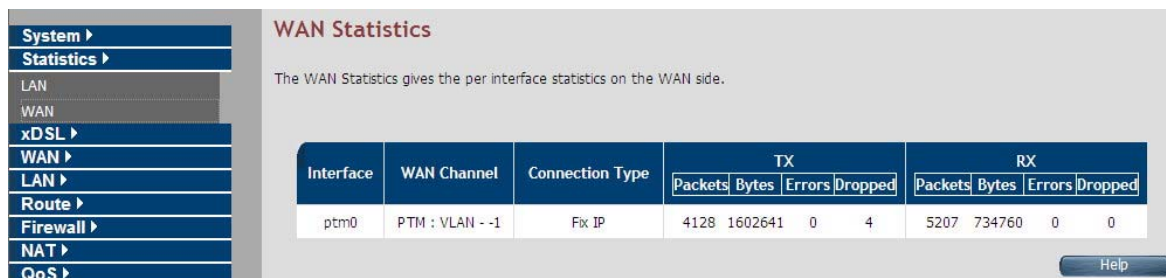 System
Statistics
LAN
WAN
xDSL
WAN
LAN
Route
Firewall
NAT
QoS
WAN Statistics
The WAN Statistics gives the per interface statistics on the WAN side.
Interface WAN Channel Connection Type TX RX
Packets Bytes Errors Dropped Packets Bytes Errors Dropped
ptm0 PTM : VLAN - -1 Fix IP 4128 1602641 0 4 5207 734760 0 0
Help